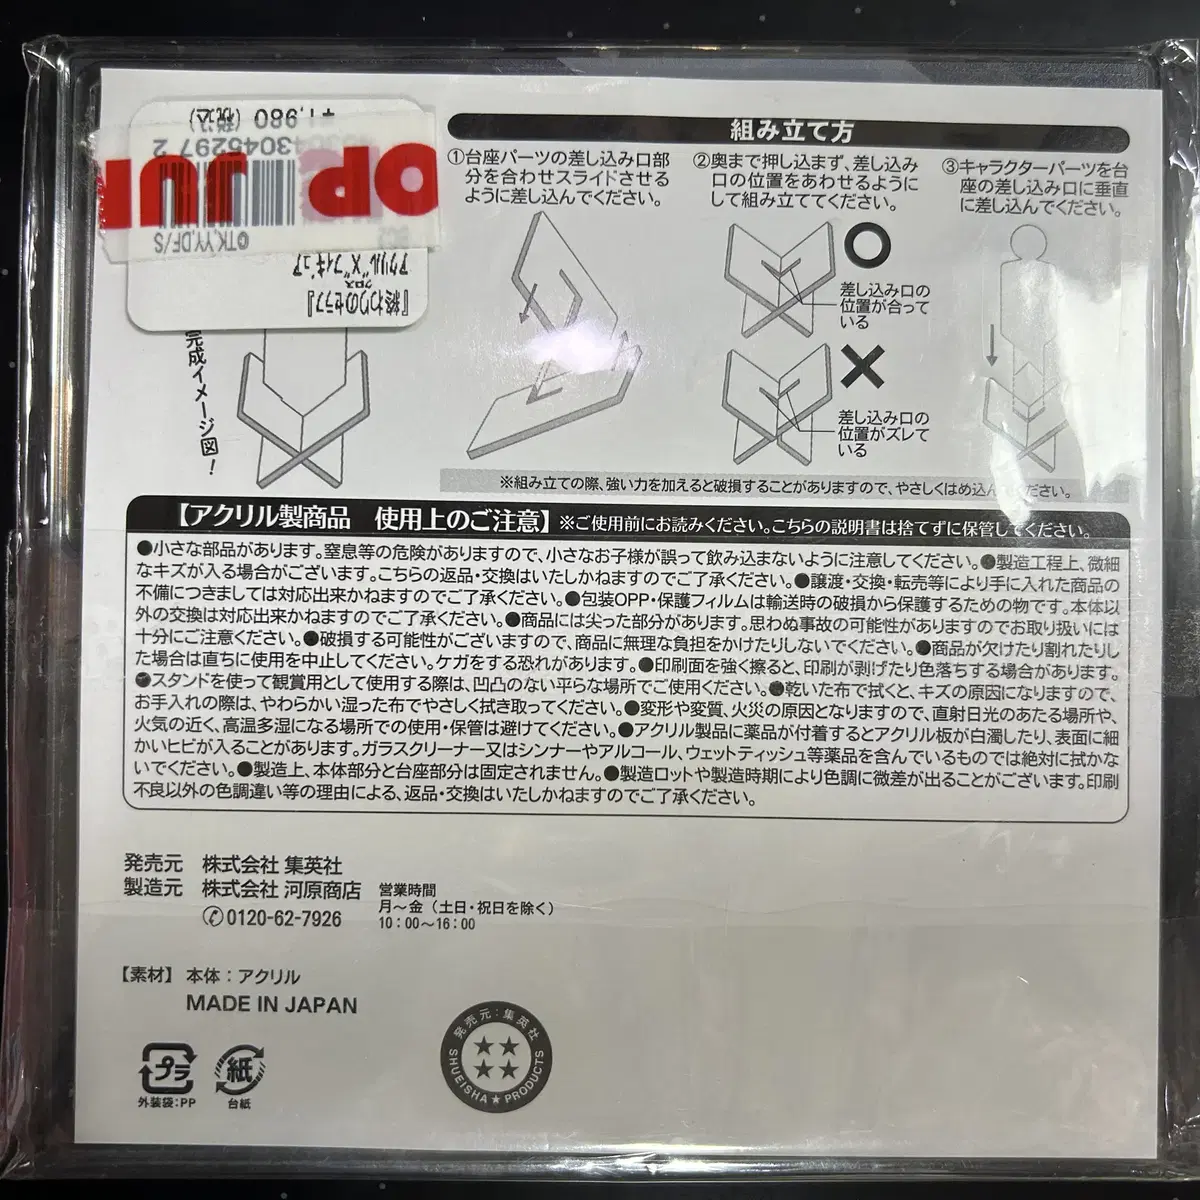 ¥1,980(税込)
OP JU
©TK,YY,DF/S
『終わりのセラフ』
アクリル"X"フィギュア
クロス
完成イメージ図!
組み立て方
①台座パーツの差し込み口部
分を合わせスライドさせる
ように差し込んでください。
②奥まで押し込まず、差し込み
口の位置をあわせるように
して組み立ててください。
差し込み口の
位置が合って
いる
差し込み口の
位置がズレて
いる
③キャラクターパーツを台
座の差し込み口に垂直
に差し込んでください。
※組み立ての際、強い力を加えると破損することがありますので、やさしくはめ込んでください。
【アクリル製商品 使用上のご注意】※ご使用前にお読みください。こちらの説明書は捨てずに保管してください。
●小さな部品があります。窒息等の危険がありますので、小さなお子様が誤って飲み込まないように注意してください。●製造工程上、微細
なキズが入る場合がございます。こちらの返品・交換はいたしかねますのでご了承ください。●譲渡・交換・転売等により手に入れた商品の
不備につきましては対応出来かねますのでご了承ください。●包装OPP・保護フィルムは輸送時の破損から保護するための物です。本体以
外の交換は対応出来かねますのでご了承ください。●商品には尖った部分があります。思わぬ事故の可能性がありますのでお取り扱いには
十分にご注意ください。●破損する可能性がございますので、商品に無理な負担をかけたりしないでください。●商品が欠けたり割れたりし
た場合は直ちに使用を中止してください。ケガをする恐れがあります。●印刷面を強く擦ると、印刷が剥げたり色落ちする場合があります。
●スタンドを使って観賞用として使用する際は、凹凸のない平らな場所でご使用ください。●乾いた布で拭くと、キズの原因になりますので、
お手入れの際は、やわらかい湿った布でやさしく拭き取ってください。●変形や変質、火災の原因となりますので、直射日光のあたる場所や、
火気の近く、高温多湿になる場所での使用・保管は避けてください。●アクリル製品に薬品が付着するとアクリル板が白濁したり、表面に細
かいヒビが入ることがあります。ガラスクリーナー又はシンナーやアルコール、ウェットティッシュ等薬品を含んでいるものでは絶対に拭かな
いでください。●製造上、本体部分と台座部分は固定されません。●製造ロットや製造時期により色調に微差が出ることがございます。印刷
不良以外の色調違い等の理由による、返品・交換はいたしかねますのでご了承ください。
発売元 株式会社 集英社
製造元 株式会社 河原商店
0120-62-7926
営業時間
月～金(土日・祝日を除く)
10:00～16:00
【素材】本体:アクリル
MADE IN JAPAN
プラ
外装袋:PP
紙
台紙
発売元:集英社
SHUEISHA★PRODUCTS